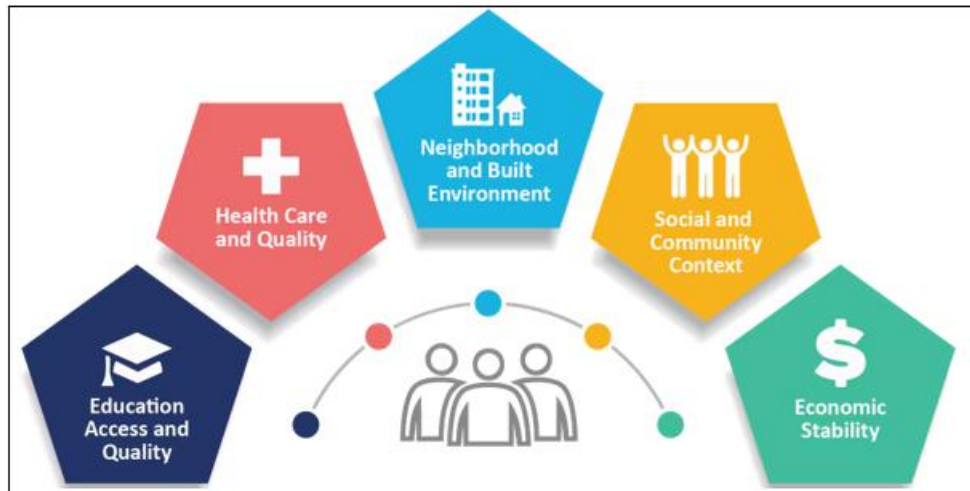 Education
Access and
Quality
Health Care
and Quality
Neighborhood
and Built
Environment
Social and
Community
Context
$
Economic
Stability